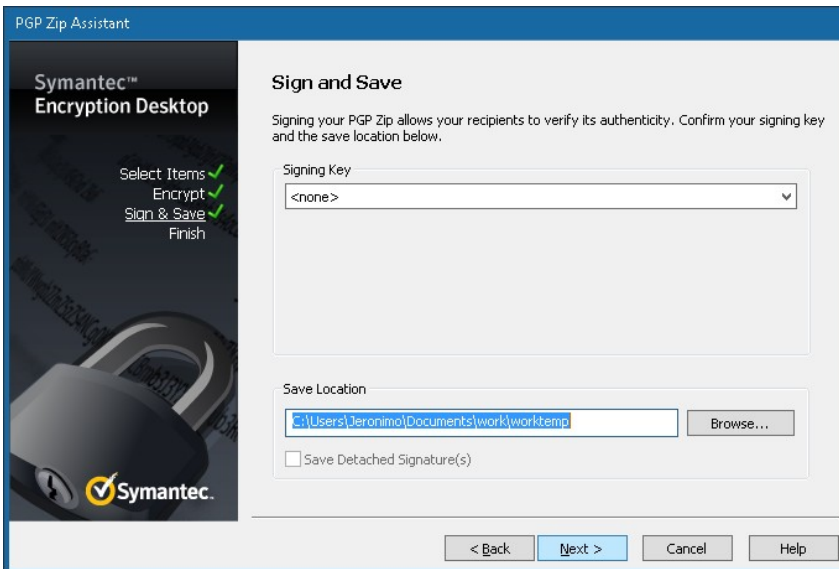 PGP Zip Assistant
Symantec™
Encryption Desktop
Select Items
Encrypt
Sign & Save
Finish
Symantec.
Sign and Save
Signing your PGP Zip allows your recipients to verify its authenticity. Confirm your signing key
and the save location below.
Signing Key
<none>
Save Location
C:\Users\Jeronimo\Documents\work\worktemp
Browse...
Save Detached Signature(s)
< Back
Next >
Cancel
Help